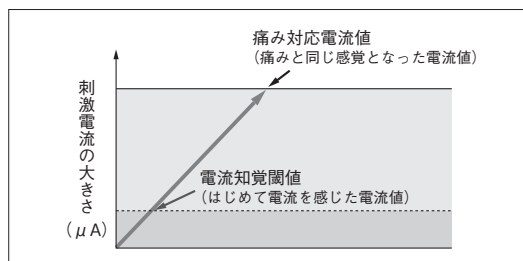 痛み対応電流値
（痛みと同じ感覚となった電流値）
刺激電流の大きさ
（μA）
電流知覚閾値
（はじめて電流を感じた電流値）